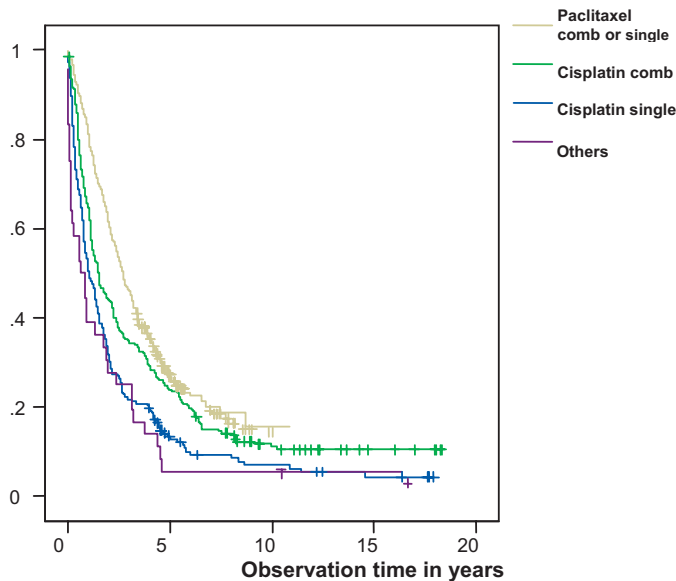 Paclitaxel
comb or single
Cisplatin comb
Cisplatin single
Others
1
.8
.6
.4
.2
0
0 5 10 15 20
Observation time in years